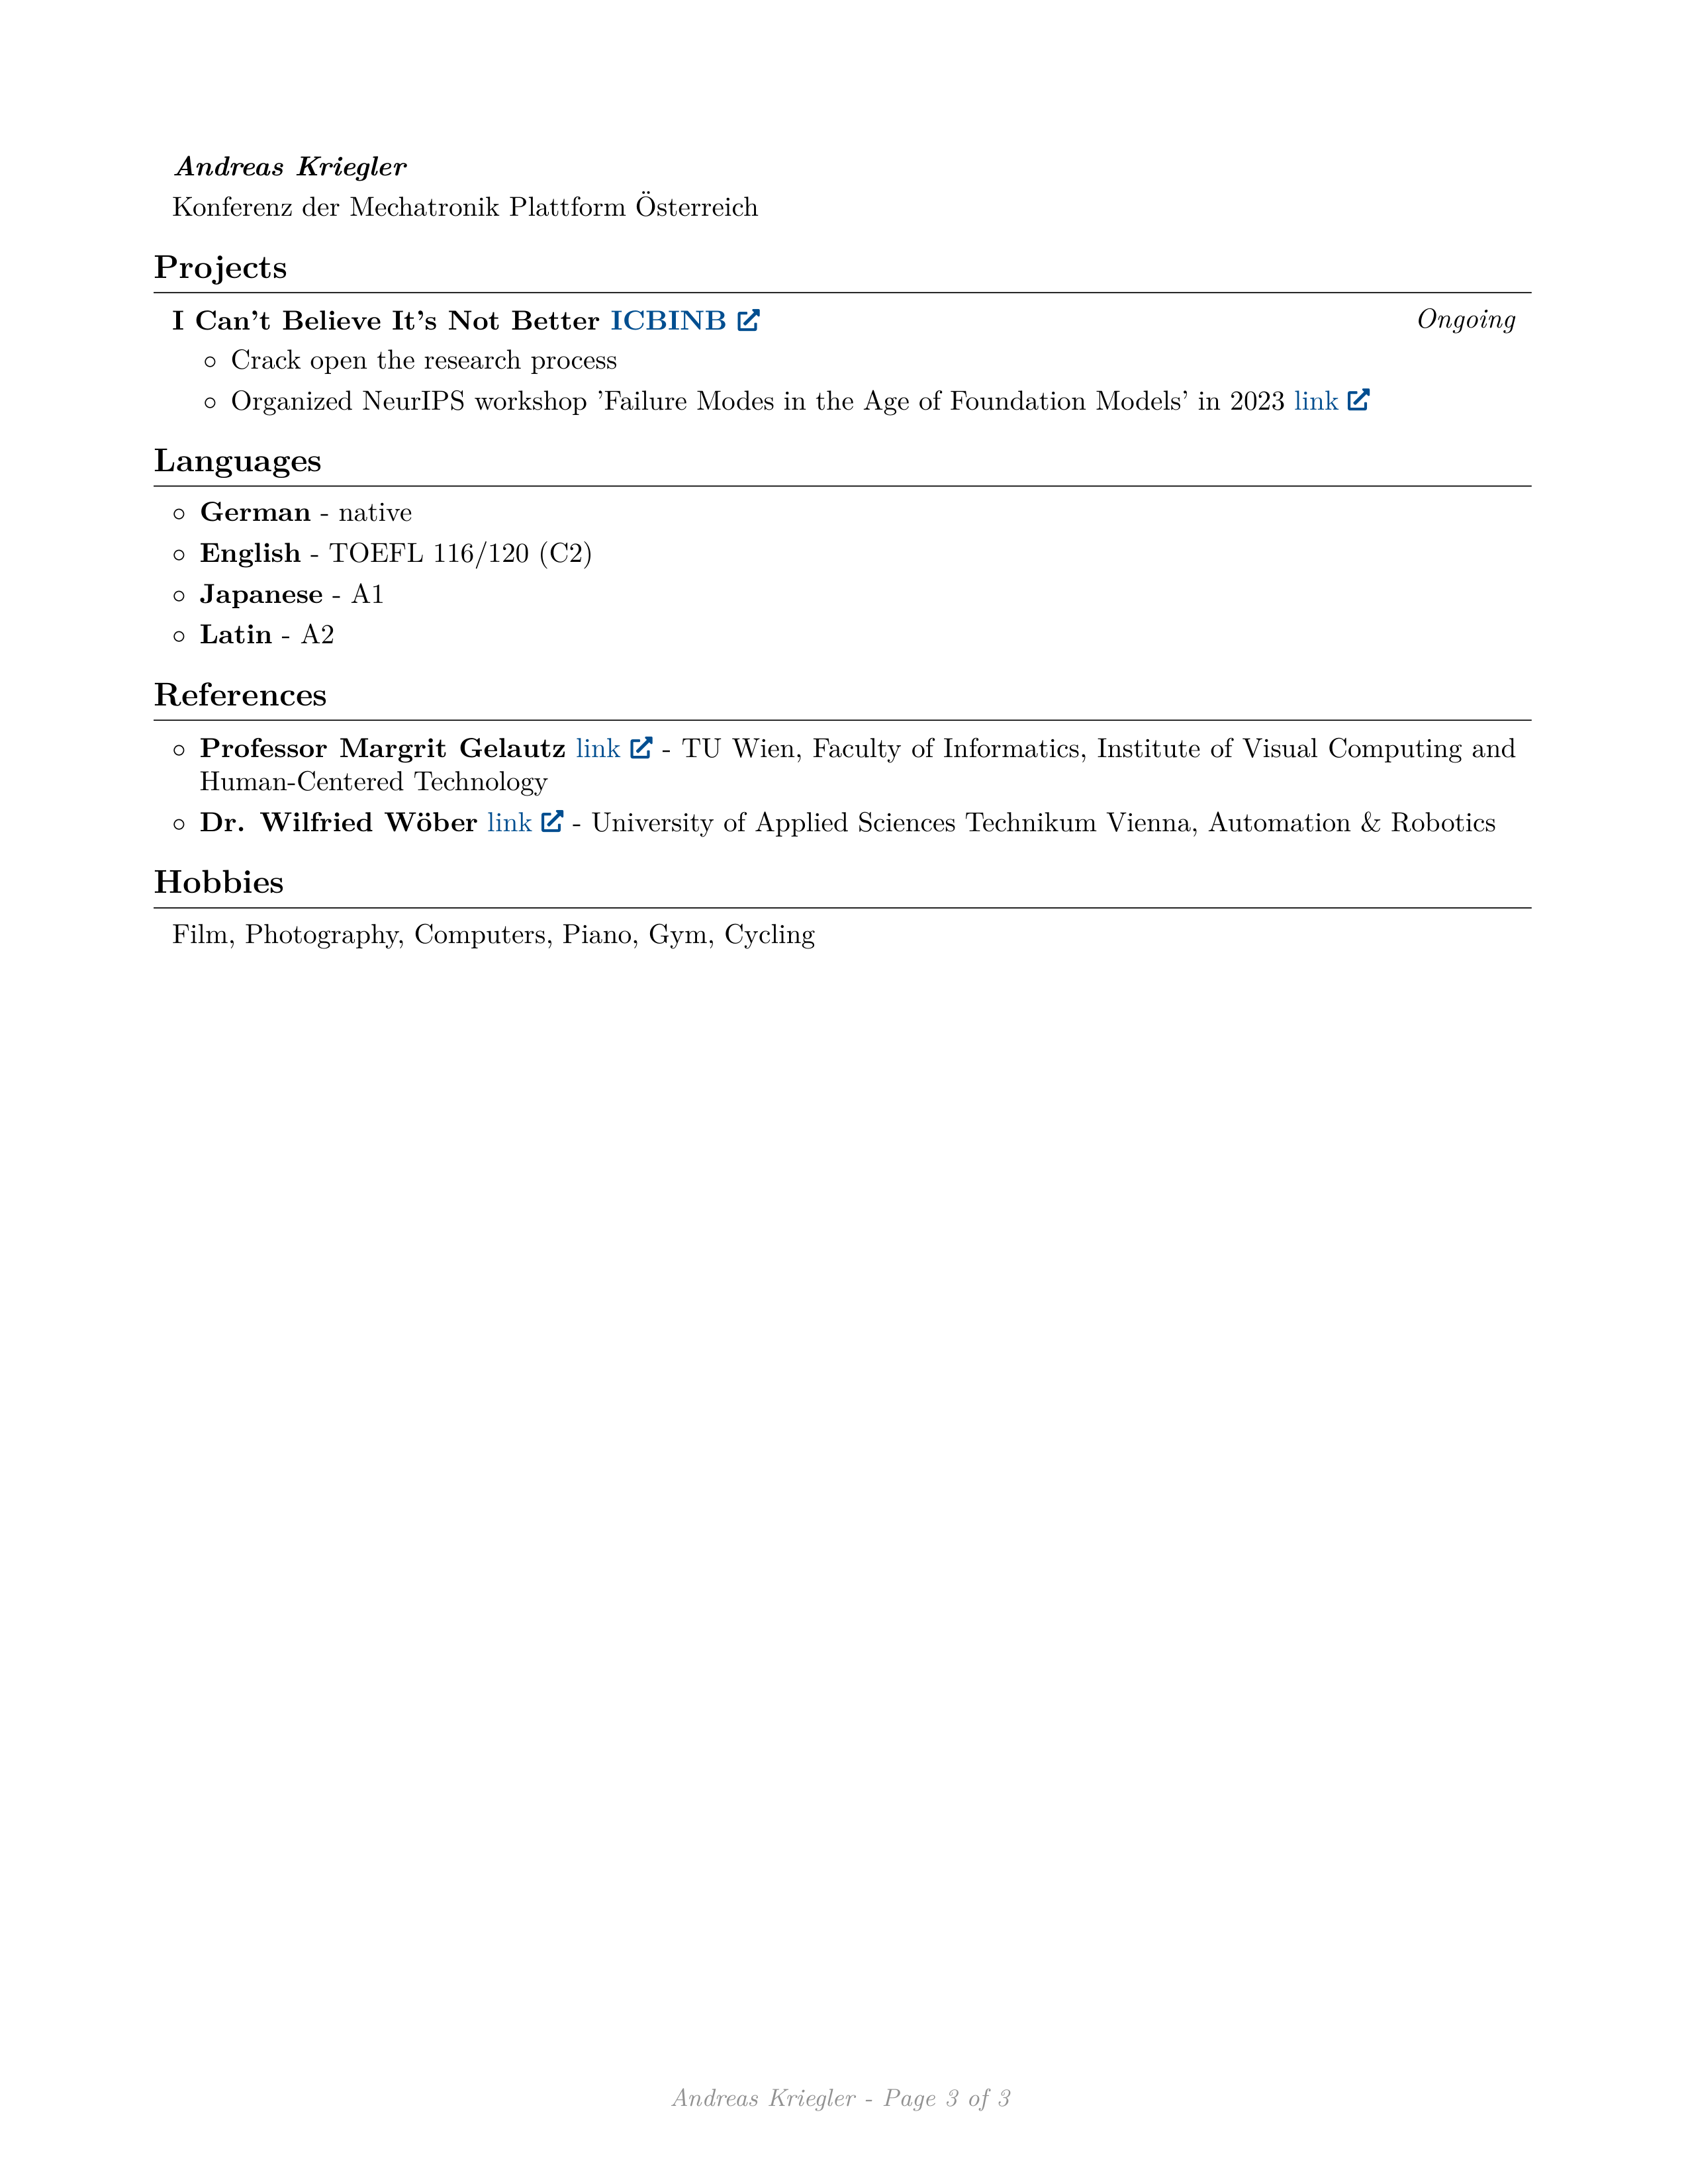 Andreas Kriegler
Konferenz der Mechatronik Plattform Österreich
Projects
I Can't Believe It's Not Better ICBINB
Ongoing
◦ Crack open the research process
◦ Organized NeurIPS workshop 'Failure Modes in the Age of Foundation Models' in 2023 link
Languages
◦ German - native
◦ English - TOEFL 116/120 (C2)
◦ Japanese - A1
◦ Latin - A2
References
◦ Professor Margrit Gelautz link - TU Wien, Faculty of Informatics, Institute of Visual Computing and
Human-Centered Technology
◦ Dr. Wilfried Wöber link - University of Applied Sciences Technikum Vienna, Automation & Robotics
Hobbies
Film, Photography, Computers, Piano, Gym, Cycling
Andreas Kriegler - Page 3 of 3